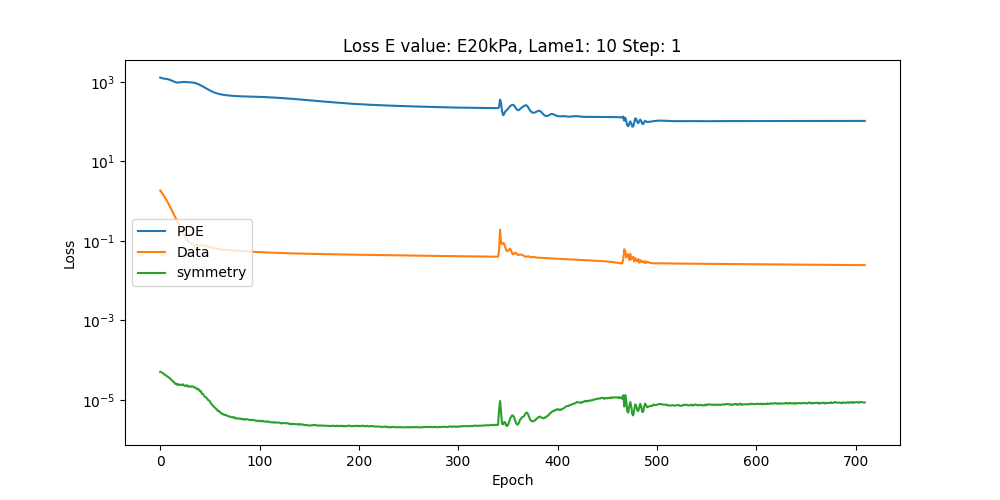 Loss E value: E20kPa, Lame1: 10 Step: 1
10³
10¹
10⁻¹
10⁻³
10⁻⁵
Loss
PDE
Data
symmetry
0 100 200 300 400 500 600 700
Epoch